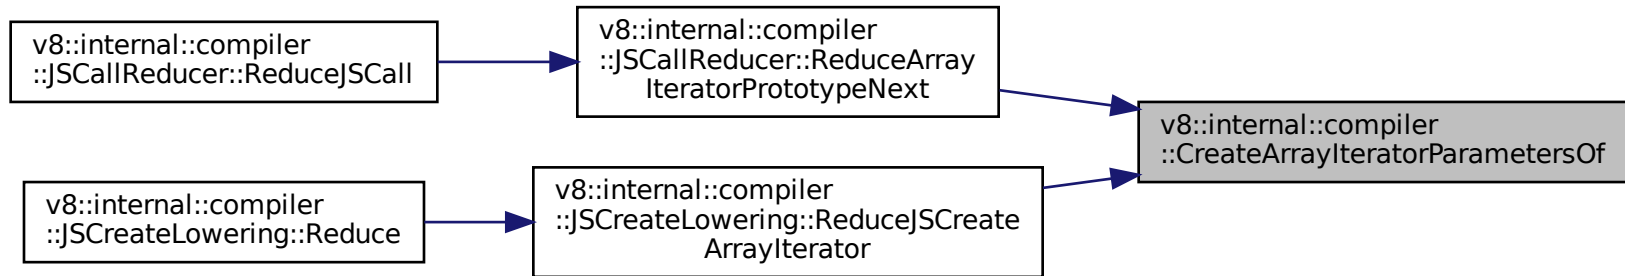 v8::internal::compiler
::JSCallReducer::ReduceJSCall
v8::internal::compiler
::JSCallReducer::ReduceArray
IteratorPrototypeNext
v8::internal::compiler
::CreateArrayIteratorParametersOf
v8::internal::compiler
::JSCreateLowering::Reduce
v8::internal::compiler
::JSCreateLowering::ReduceJSCreate
ArrayIterator